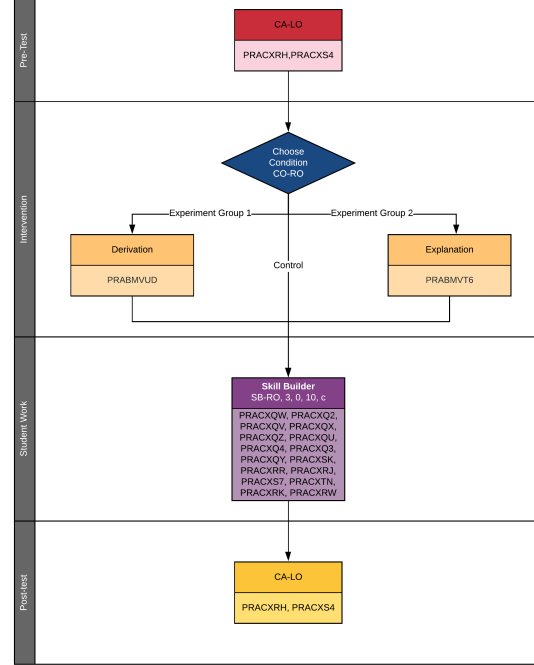 Pre-Test
CA-LO
PRACXRH,PRACXS4
Intervention
Choose
Condition
CO-RO
Experiment Group 1
Experiment Group 2
Derivation
PRABMVUD
Control
Explanation
PRABMVT6
Student Work
Skill Builder
SB-RO, 3, 0, 10, c
PRACXQW, PRACXQ2,
PRACXQV, PRACXQX,
PRACXQZ, PRACXQU,
PRACXQ4, PRACXQ3,
PRACXQY, PRACXSK,
PRACXRR, PRACXRJ,
PRACXS7, PRACXTN,
PRACXRK, PRACXRW
Post-test
CA-LO
PRACXRH, PRACXS4